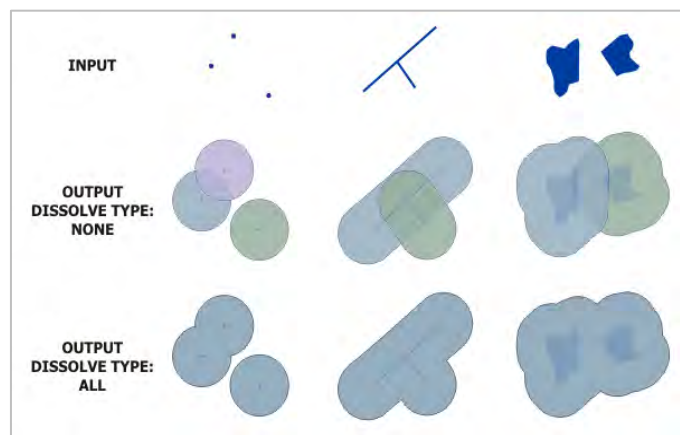 INPUT
OUTPUT
DISSOLVE TYPE:
NONE
OUTPUT
DISSOLVE TYPE:
ALL